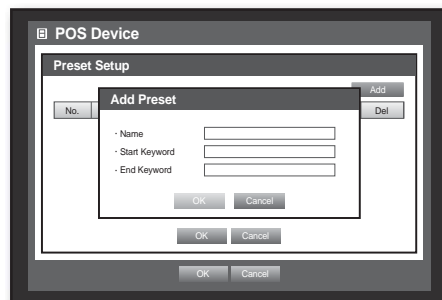 POS Device
Preset Setup
Add
No.
Del
Add Preset
· Name
· Start Keyword
· End Keyword
OK Cancel
OK Cancel
OK Cancel